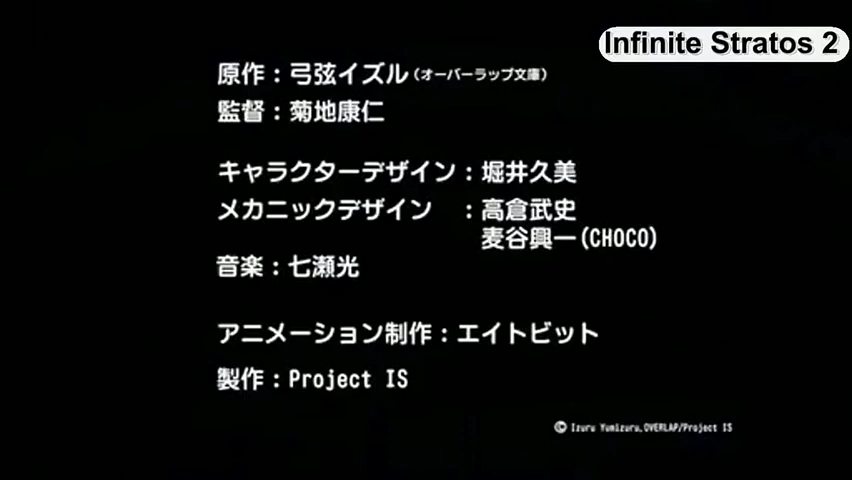 Infinite Stratos 2
原作：弓弦イズル（オーバーラップ文庫）
監督：菊地康仁
キャラクターデザイン：堀井久美
メカニックデザイン　：高倉武史
麦谷興一(CHOCO)
音楽：七瀬光
アニメーション制作：エイトビット
製作：Project IS
© Izuru Yumizuru,OVERLAP/Project IS